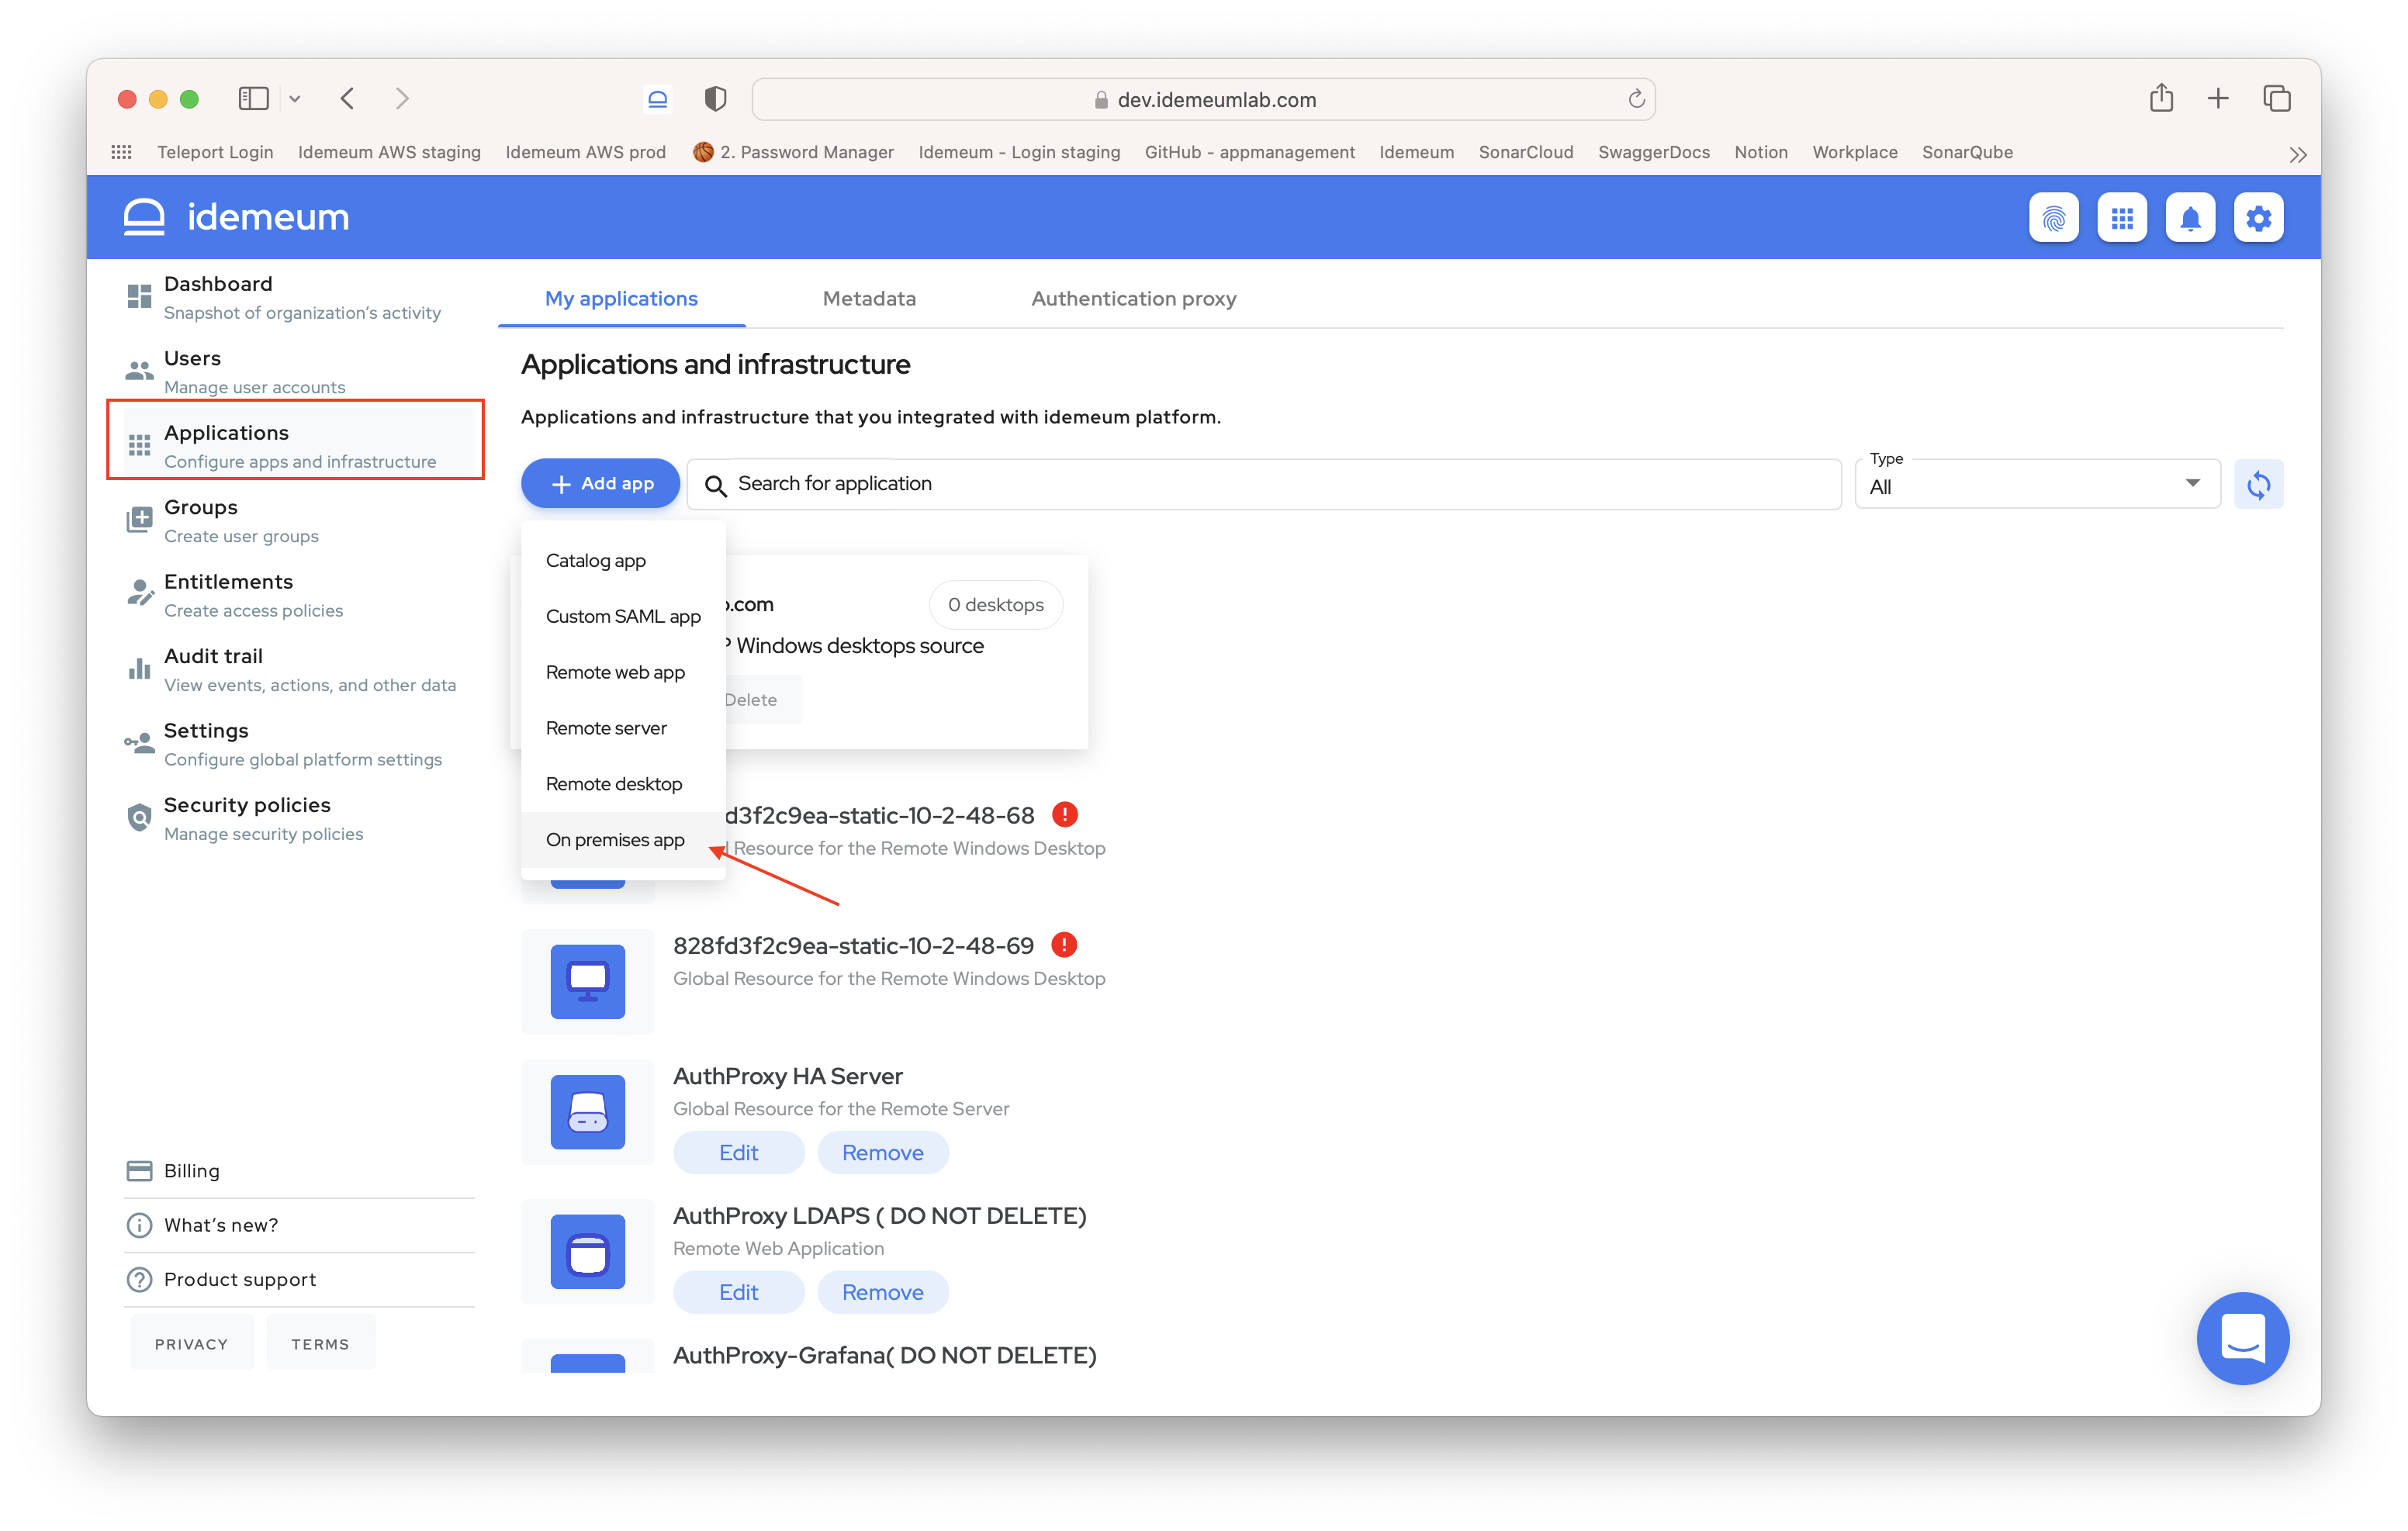 dev.idemeumlab.com
Teleport Login Idemeum AWS staging Idemeum AWS prod 2. Password Manager Idemeum - Login staging GitHub - appmanagement Idemeum SonarCloud SwaggerDocs Notion Workplace SonarQube
idemeum
Dashboard
Snapshot of organization's activity
Users
Manage user accounts
Applications
Configure apps and infrastructure
Groups
Create user groups
Entitlements
Create access policies
Audit trail
View events, actions, and other data
Settings
Configure global platform settings
Security policies
Manage security policies
Billing
What's new?
Product support
PRIVACY TERMS
My applications Metadata Authentication proxy
Applications and infrastructure
Applications and infrastructure that you integrated with idemeum platform.
Add app
Search for application
Type
All
Catalog app
Custom SAML app
Remote web app
Remote server
Remote desktop
On premises app
.com
0 desktops
Windows desktops source
Delete
d3f2c9ea-static-10-2-48-68
Resource for the Remote Windows Desktop
828fd3f2c9ea-static-10-2-48-69
Global Resource for the Remote Windows Desktop
AuthProxy HA Server
Global Resource for the Remote Server
Edit Remove
AuthProxy LDAPS ( DO NOT DELETE)
Remote Web Application
Edit Remove
AuthProxy-Grafana( DO NOT DELETE)